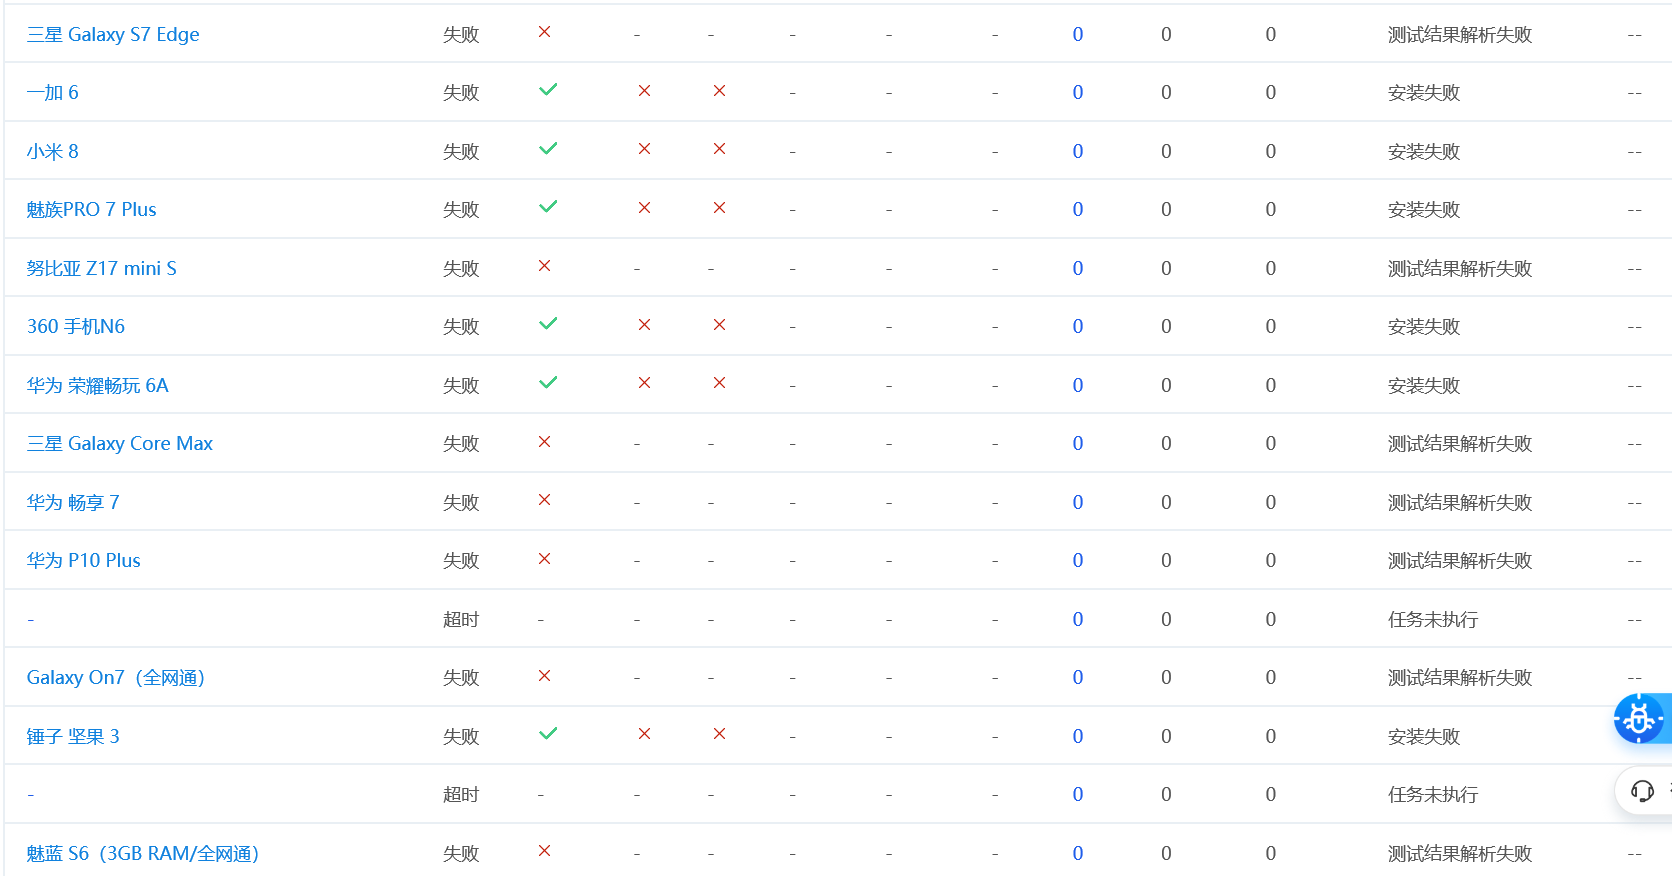 三星 Galaxy S7 Edge 失败 - - - - - 0 0 0 测试结果解析失败 --
一加 6 失败 - - - 0 0 0 安装失败 --
小米 8 失败 - - - 0 0 0 安装失败 --
魅族PRO 7 Plus 失败 - - - 0 0 0 安装失败 --
努比亚 Z17 mini S 失败 - - - - - 0 0 0 测试结果解析失败 --
360 手机N6 失败 - - - 0 0 0 安装失败 --
华为 荣耀畅玩 6A 失败 - - - 0 0 0 安装失败 --
三星 Galaxy Core Max 失败 - - - - - 0 0 0 测试结果解析失败 --
华为 畅享 7 失败 - - - - - 0 0 0 测试结果解析失败 --
华为 P10 Plus 失败 - - - - - 0 0 0 测试结果解析失败 --
- 超时 - - - - - - 0 0 0 任务未执行 --
Galaxy On7（全网通） 失败 - - - - - 0 0 0 测试结果解析失败 --
锤子 坚果 3 失败 - - - 0 0 0 安装失败
- 超时 - - - - - - 0 0 0 任务未执行
魅蓝 S6（3GB RAM/全网通） 失败 - - - - - 0 0 0 测试结果解析失败 --